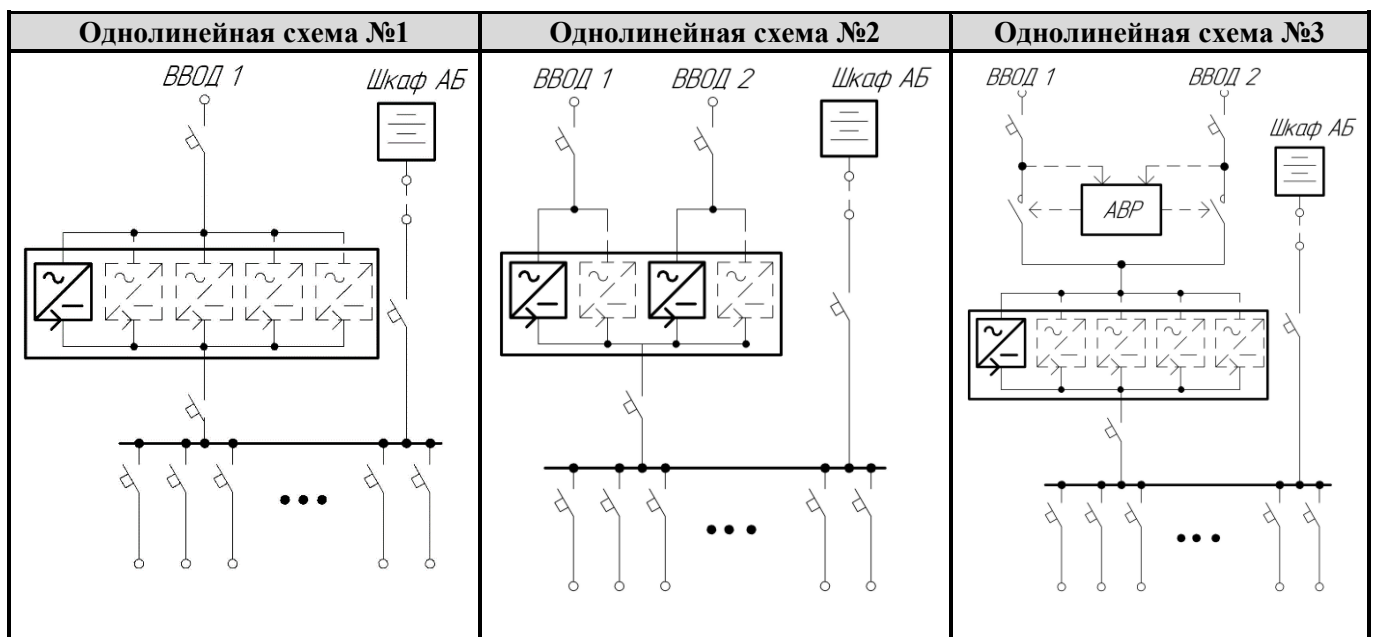 Однолинейная схема №1
Однолинейная схема №2
Однолинейная схема №3
ВВОД 1
Шкаф АБ
ВВОД 1
ВВОД 2
Шкаф АБ
ВВОД 1
ВВОД 2
Шкаф АБ
АВР